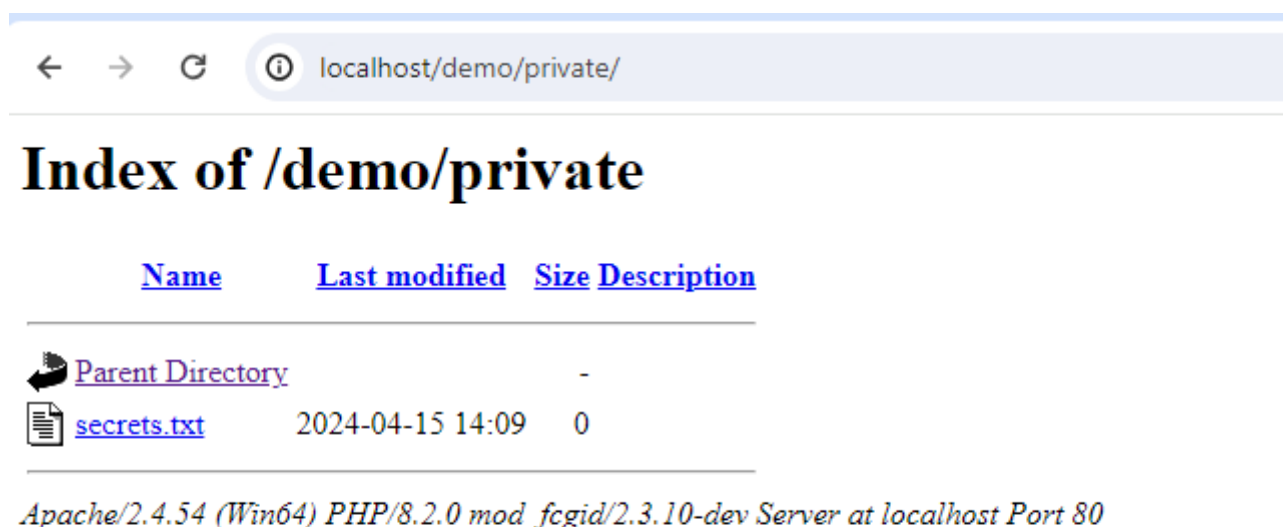 localhost/demo/private/
Index of /demo/private
Name Last modified Size Description
Parent Directory -
secrets.txt 2024-04-15 14:09 0
Apache/2.4.54 (Win64) PHP/8.2.0 mod_fcgid/2.3.10-dev Server at localhost Port 80